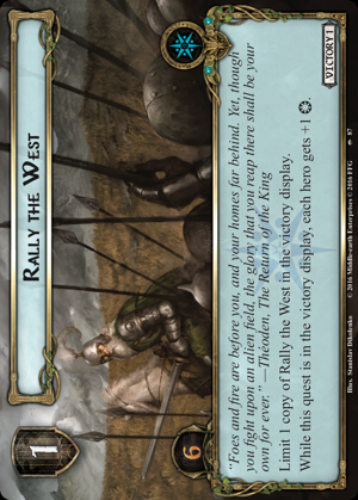 1
RALLY THE WEST
6
"Foes and fire are before you, and your homes far behind. Yet, though
you fight upon an alien field, the glory that you reap there shall be your
own for ever." —Théoden, The Return of the King
Limit 1 copy of Rally the West in the victory display.
While this quest is in the victory display, each hero gets +1
VICTORY 1
Illus. Stanislav Dikolenko
© 2016 Middle-earth Enterprises © 2016 FFG
87